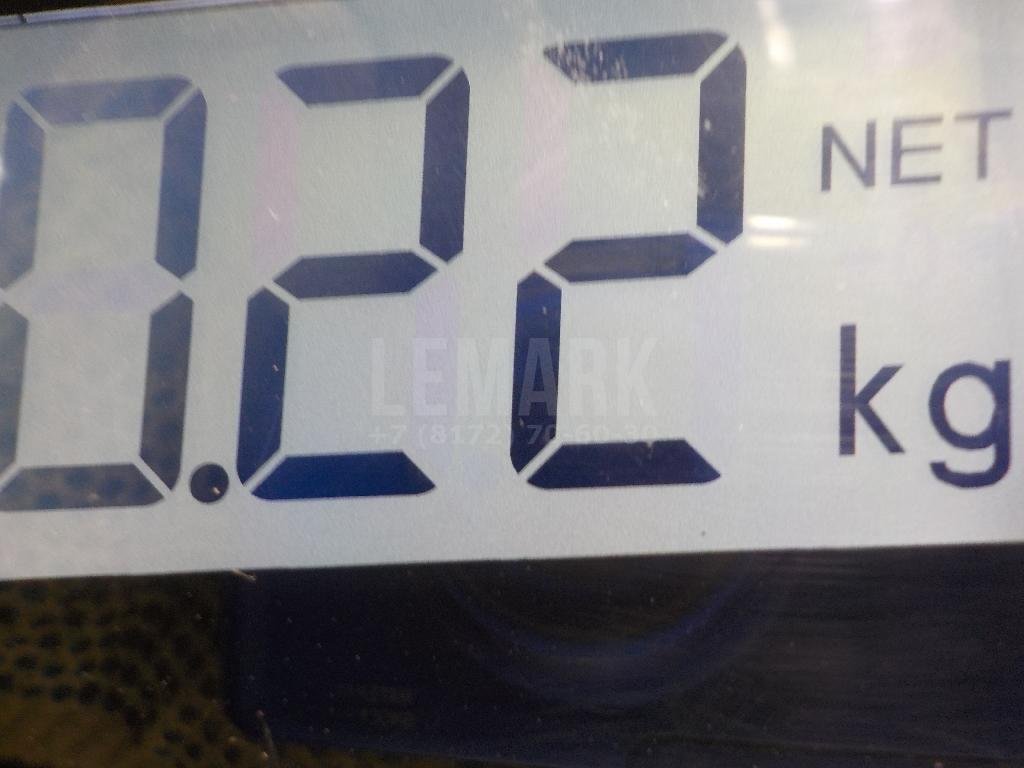 0.22 NET
kg
LEMARK
+7 (8172) 70-60-30